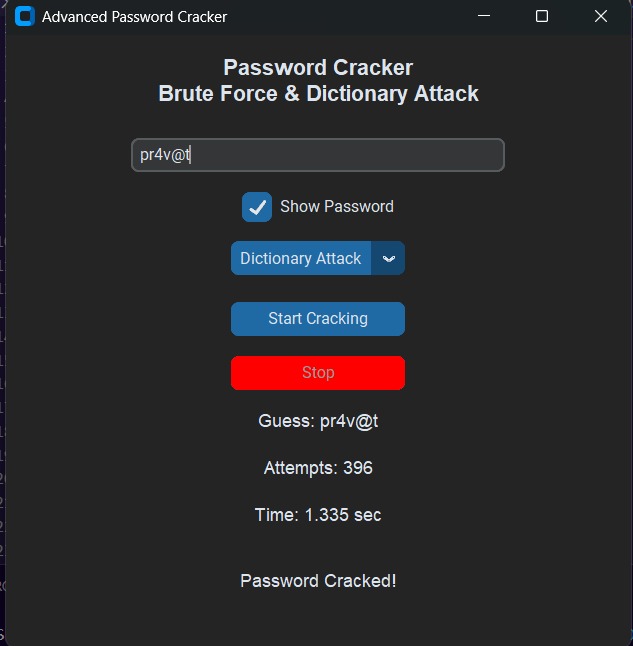 Advanced Password Cracker
Password Cracker
Brute Force & Dictionary Attack
pr4v@t
Show Password
Dictionary Attack
Start Cracking
Stop
Guess: pr4v@t
Attempts: 396
Time: 1.335 sec
Password Cracked!